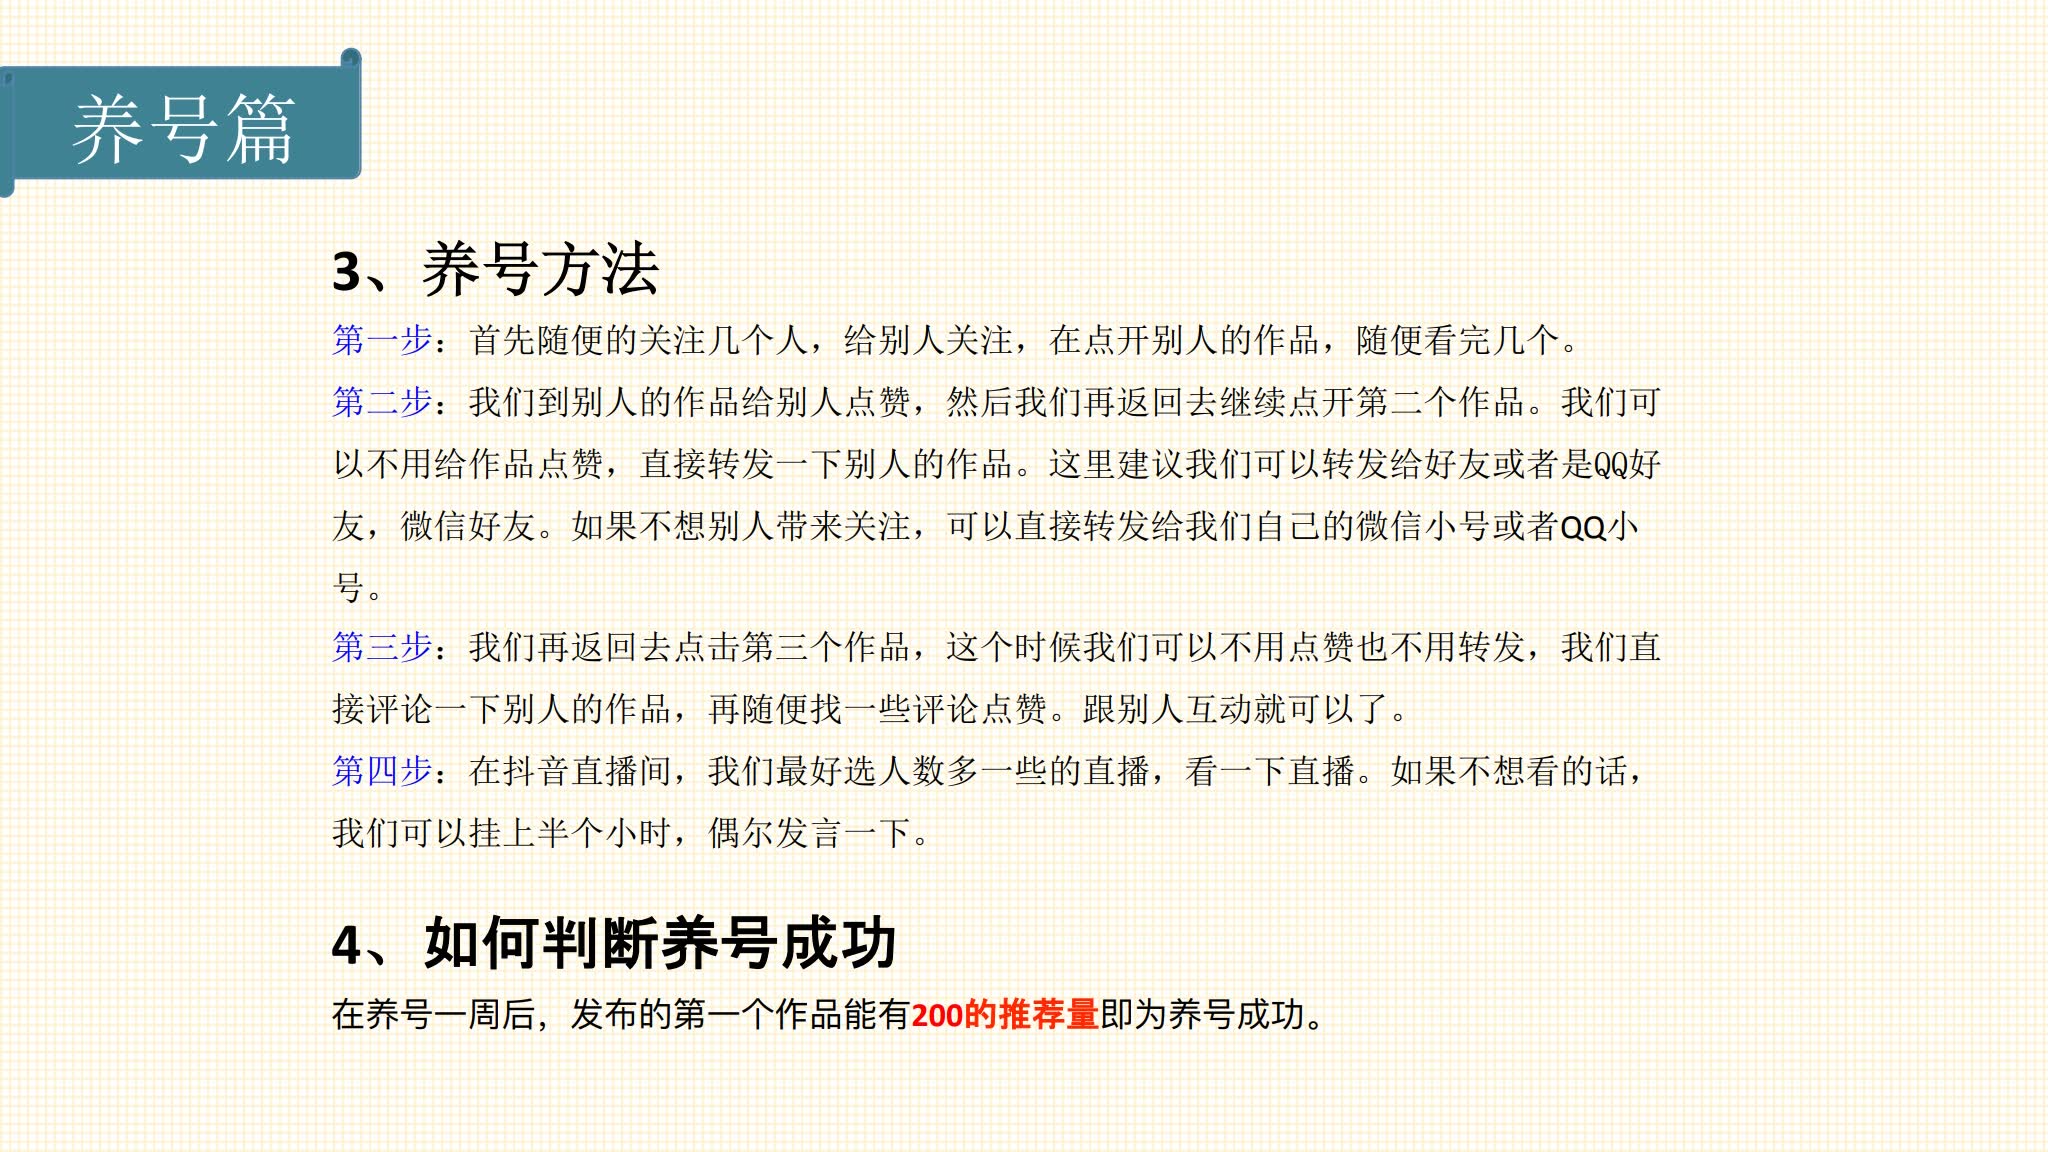 养号篇
3、养号方法
第一步：首先随便的关注几个人，给别人关注，在点开别人的作品，随便看完几个。
第二步：我们到别人的作品给别人点赞，然后我们再返回去继续点开第二个作品。我们可
以不用给作品点赞，直接转发一下别人的作品。这里建议我们可以转发给好友或者是QQ好
友，微信好友。如果不想别人带来关注，可以直接转发给我们自己的微信小号或者QQ小
号。
第三步：我们再返回去点击第三个作品，这个时候我们可以不用点赞也不用转发，我们直
接评论一下别人的作品，再随便找一些评论点赞。跟别人互动就可以了。
第四步：在抖音直播间，我们最好选人数多一些的直播，看一下直播。如果不想看的话，
我们可以挂上半个小时，偶尔发言一下。
4、如何判断养号成功
在养号一周后，发布的第一个作品能有200的推荐量即为养号成功。